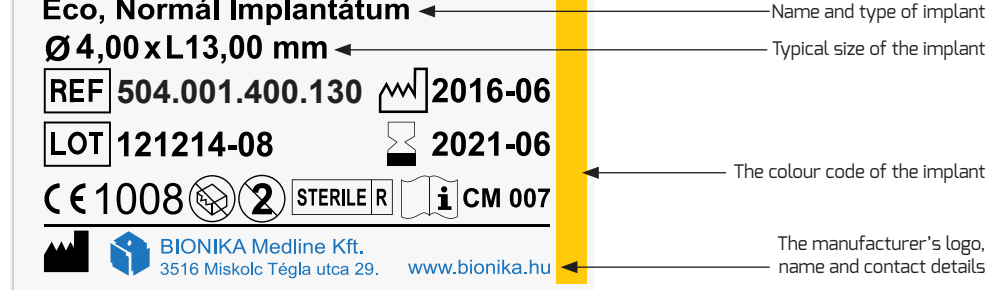 Eco, Normál Implantátum
Name and type of implant
Ø 4,00 x L13,00 mm
Typical size of the implant
REF 504.001.400.130 2016-06
LOT 121214-08 2021-06
The colour code of the implant
CE 1008 2 STERILE R i CM 007
The manufacturer's logo,
name and contact details
BIONIKA Medline Kft.
3516 Miskolc Tégla utca 29. www.bionika.hu